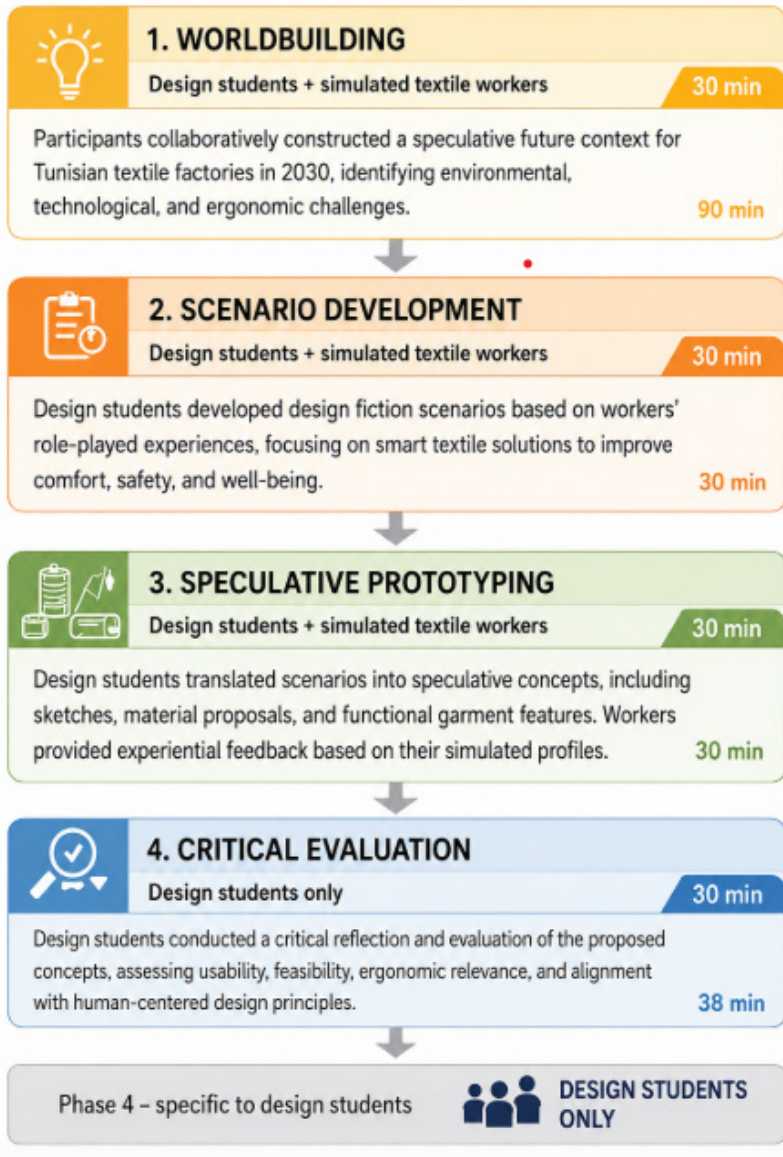 1. WORLDBUILDING
Design students + simulated textile workers
30 min
Participants collaboratively constructed a speculative future context for
Tunisian textile factories in 2030, identifying environmental,
technological, and ergonomic challenges.
90 min
2. SCENARIO DEVELOPMENT
Design students + simulated textile workers
30 min
Design students developed design fiction scenarios based on workers’
role-played experiences, focusing on smart textile solutions to improve
comfort, safety, and well-being.
30 min
3. SPECULATIVE PROTOTYPING
Design students + simulated textile workers
30 min
Design students translated scenarios into speculative concepts, including
sketches, material proposals, and functional garment features. Workers
provided experiential feedback based on their simulated profiles.
30 min
4. CRITICAL EVALUATION
Design students only
30 min
Design students conducted a critical reflection and evaluation of the proposed
concepts, assessing usability, feasibility, ergonomic relevance, and alignment
with human-centered design principles.
38 min
Phase 4 – specific to design students
DESIGN STUDENTS
ONLY